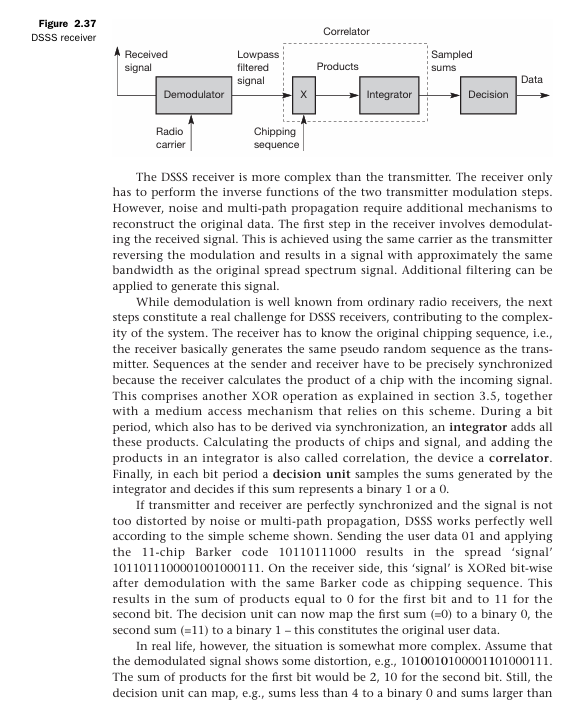 Figure 2.37
DSSS receiver
Correlator
Received
signal
Lowpass
filtered
signal
Products
Sampled
sums
Data
Demodulator
X
Integrator
Decision
Radio
carrier
Chipping
sequence
The DSSS receiver is more complex than the transmitter. The receiver only
has to perform the inverse functions of the two transmitter modulation steps.
However, noise and multi-path propagation require additional mechanisms to
reconstruct the original data. The first step in the receiver involves demodulat-
ing the received signal. This is achieved using the same carrier as the transmitter
reversing the modulation and results in a signal with approximately the same
bandwidth as the original spread spectrum signal. Additional filtering can be
applied to generate this signal.
While demodulation is well known from ordinary radio receivers, the next
steps constitute a real challenge for DSSS receivers, contributing to the complex-
ity of the system. The receiver has to know the original chipping sequence, i.e.,
the receiver basically generates the same pseudo random sequence as the trans-
mitter. Sequences at the sender and receiver have to be precisely synchronized
because the receiver calculates the product of a chip with the incoming signal.
This comprises another XOR operation as explained in section 3.5, together
with a medium access mechanism that relies on this scheme. During a bit
period, which also has to be derived via synchronization, an integrator adds all
these products. Calculating the products of chips and signal, and adding the
products in an integrator is also called correlation, the device a correlator.
Finally, in each bit period a decision unit samples the sums generated by the
integrator and decides if this sum represents a binary 1 or a 0.
If transmitter and receiver are perfectly synchronized and the signal is not
too distorted by noise or multi-path propagation, DSSS works perfectly well
according to the simple scheme shown. Sending the user data 01 and applying
the 11-chip Barker code 10110111000 results in the spread ‘signal’
1011011100001001000111. On the receiver side, this ‘signal’ is XORed bit-wise
after demodulation with the same Barker code as chipping sequence. This
results in the sum of products equal to 0 for the first bit and to 11 for the
second bit. The decision unit can now map the first sum (=0) to a binary 0, the
second sum (=11) to a binary 1 – this constitutes the original user data.
In real life, however, the situation is somewhat more complex. Assume that
the demodulated signal shows some distortion, e.g., 1010010100001101000111.
The sum of products for the first bit would be 2, 10 for the second bit. Still, the
decision unit can map, e.g., sums less than 4 to a binary 0 and sums larger than